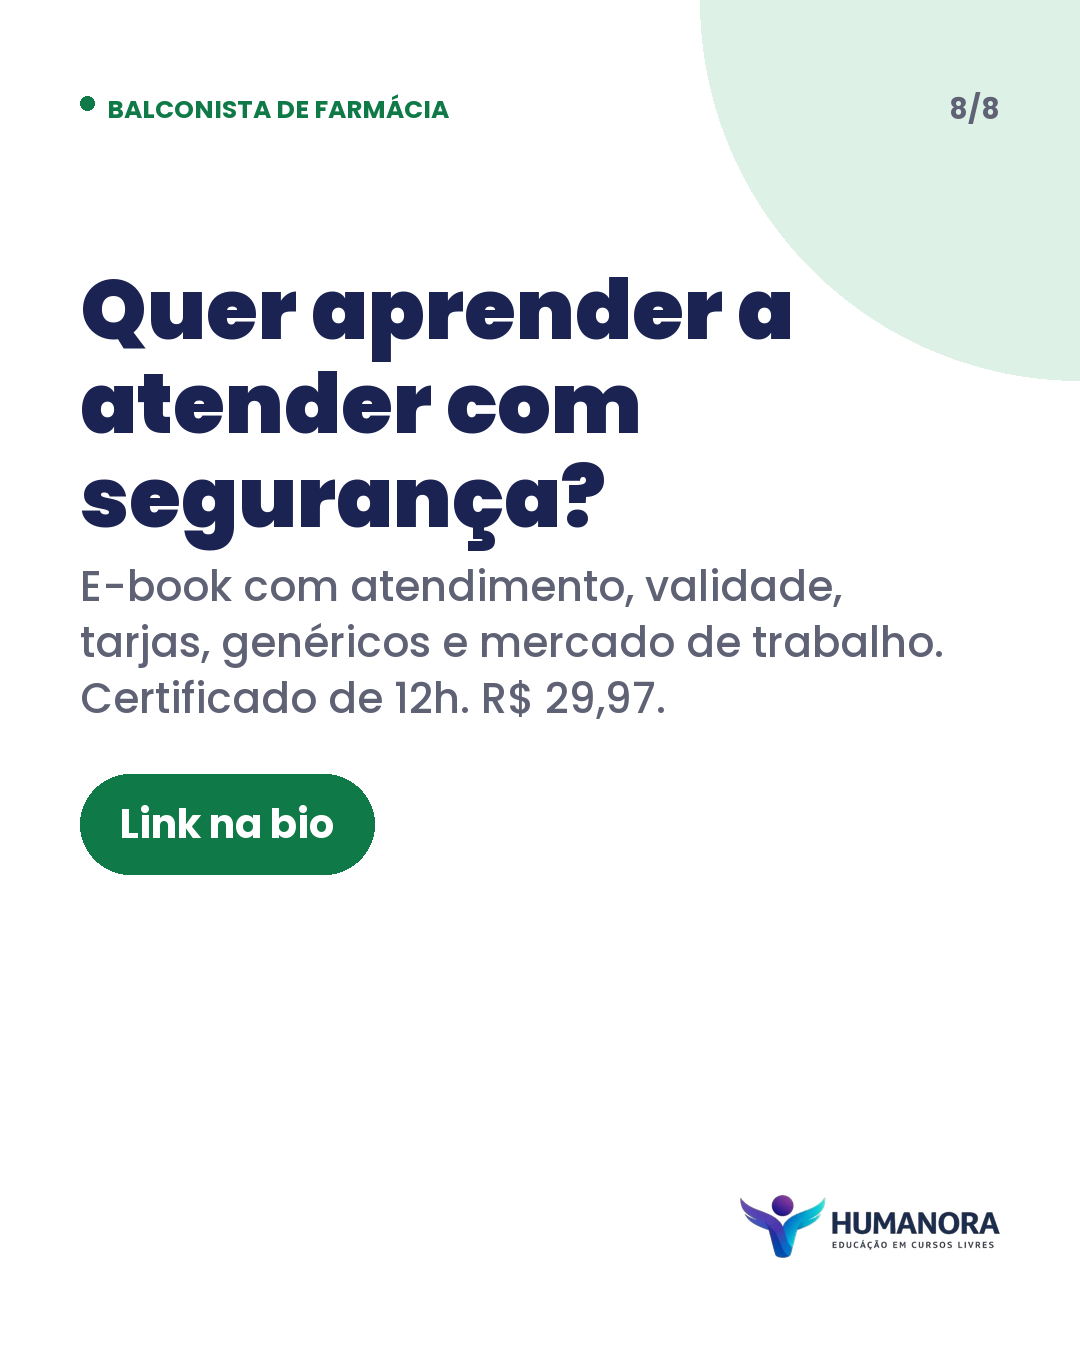 BALCONISTA DE FARMÁCIA
8/8
Quer aprender a
atender com
segurança?
E-book com atendimento, validade,
tarjas, genéricos e mercado de trabalho.
Certificado de 12h. R$ 29,97.
Link na bio
HUMANORA
EDUCÁÇÃO EM CURSOS LIVRES